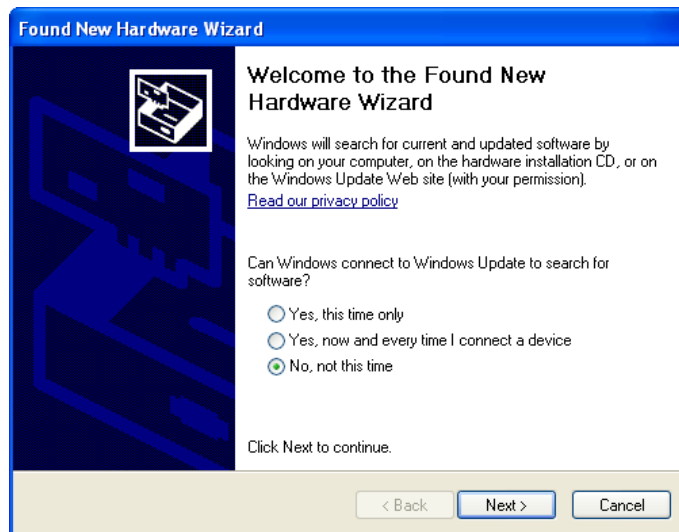 Found New Hardware Wizard
Welcome to the Found New
Hardware Wizard
Windows will search for current and updated software by
looking on your computer, on the hardware installation CD, or on
the Windows Update Web site (with your permission).
Read our privacy policy
Can Windows connect to Windows Update to search for
software?
Yes, this time only
Yes, now and every time I connect a device
No, not this time
Click Next to continue.
< Back
Next >
Cancel